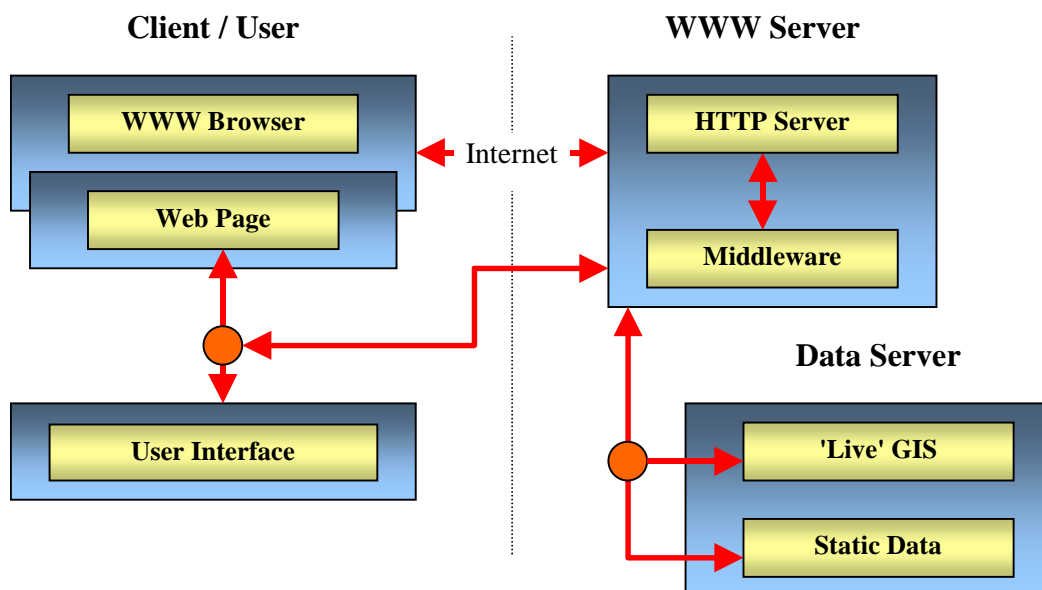 Client / User
WWW Server
WWW Browser
HTTP Server
Internet
Web Page
Middleware
Data Server
User Interface
'Live' GIS
Static Data